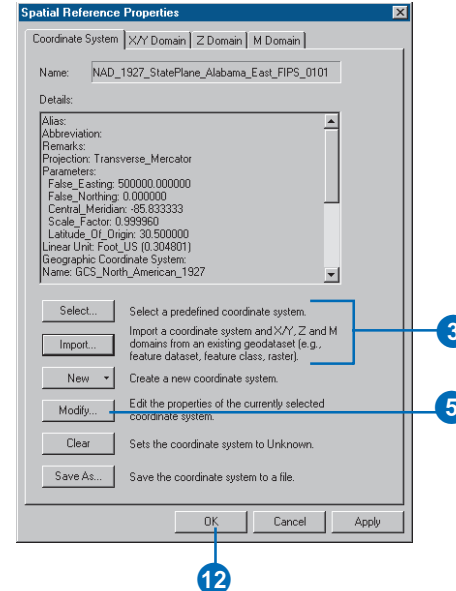 Spatial Reference Properties
Coordinate System X/Y Domain Z Domain M Domain
Name: NAD_1927_StatePlane_Alabama_East_FIPS_0101
Details:
Alias:
Abbreviation:
Remarks:
Projection: Transverse_Mercator
Parameters:
False_Easting: 500000.000000
False_Northing: 0.000000
Central_Meridian: -85.833333
Scale_Factor: 0.999960
Latitude_Of_Origin: 30.500000
Linear Unit: Foot_US (0.304801)
Geographic Coordinate System:
Name: GCS_North_American_1927
Select... Select a predefined coordinate system.
Import... Import a coordinate system and X/Y, Z and M
domains from an existing geodataset (e.g.,
feature dataset, feature class, raster).
3
New Create a new coordinate system.
Modify... Edit the properties of the currently selected
coordinate system.
5
Clear Sets the coordinate system to Unknown.
Save As... Save the coordinate system to a file.
OK Cancel Apply
12